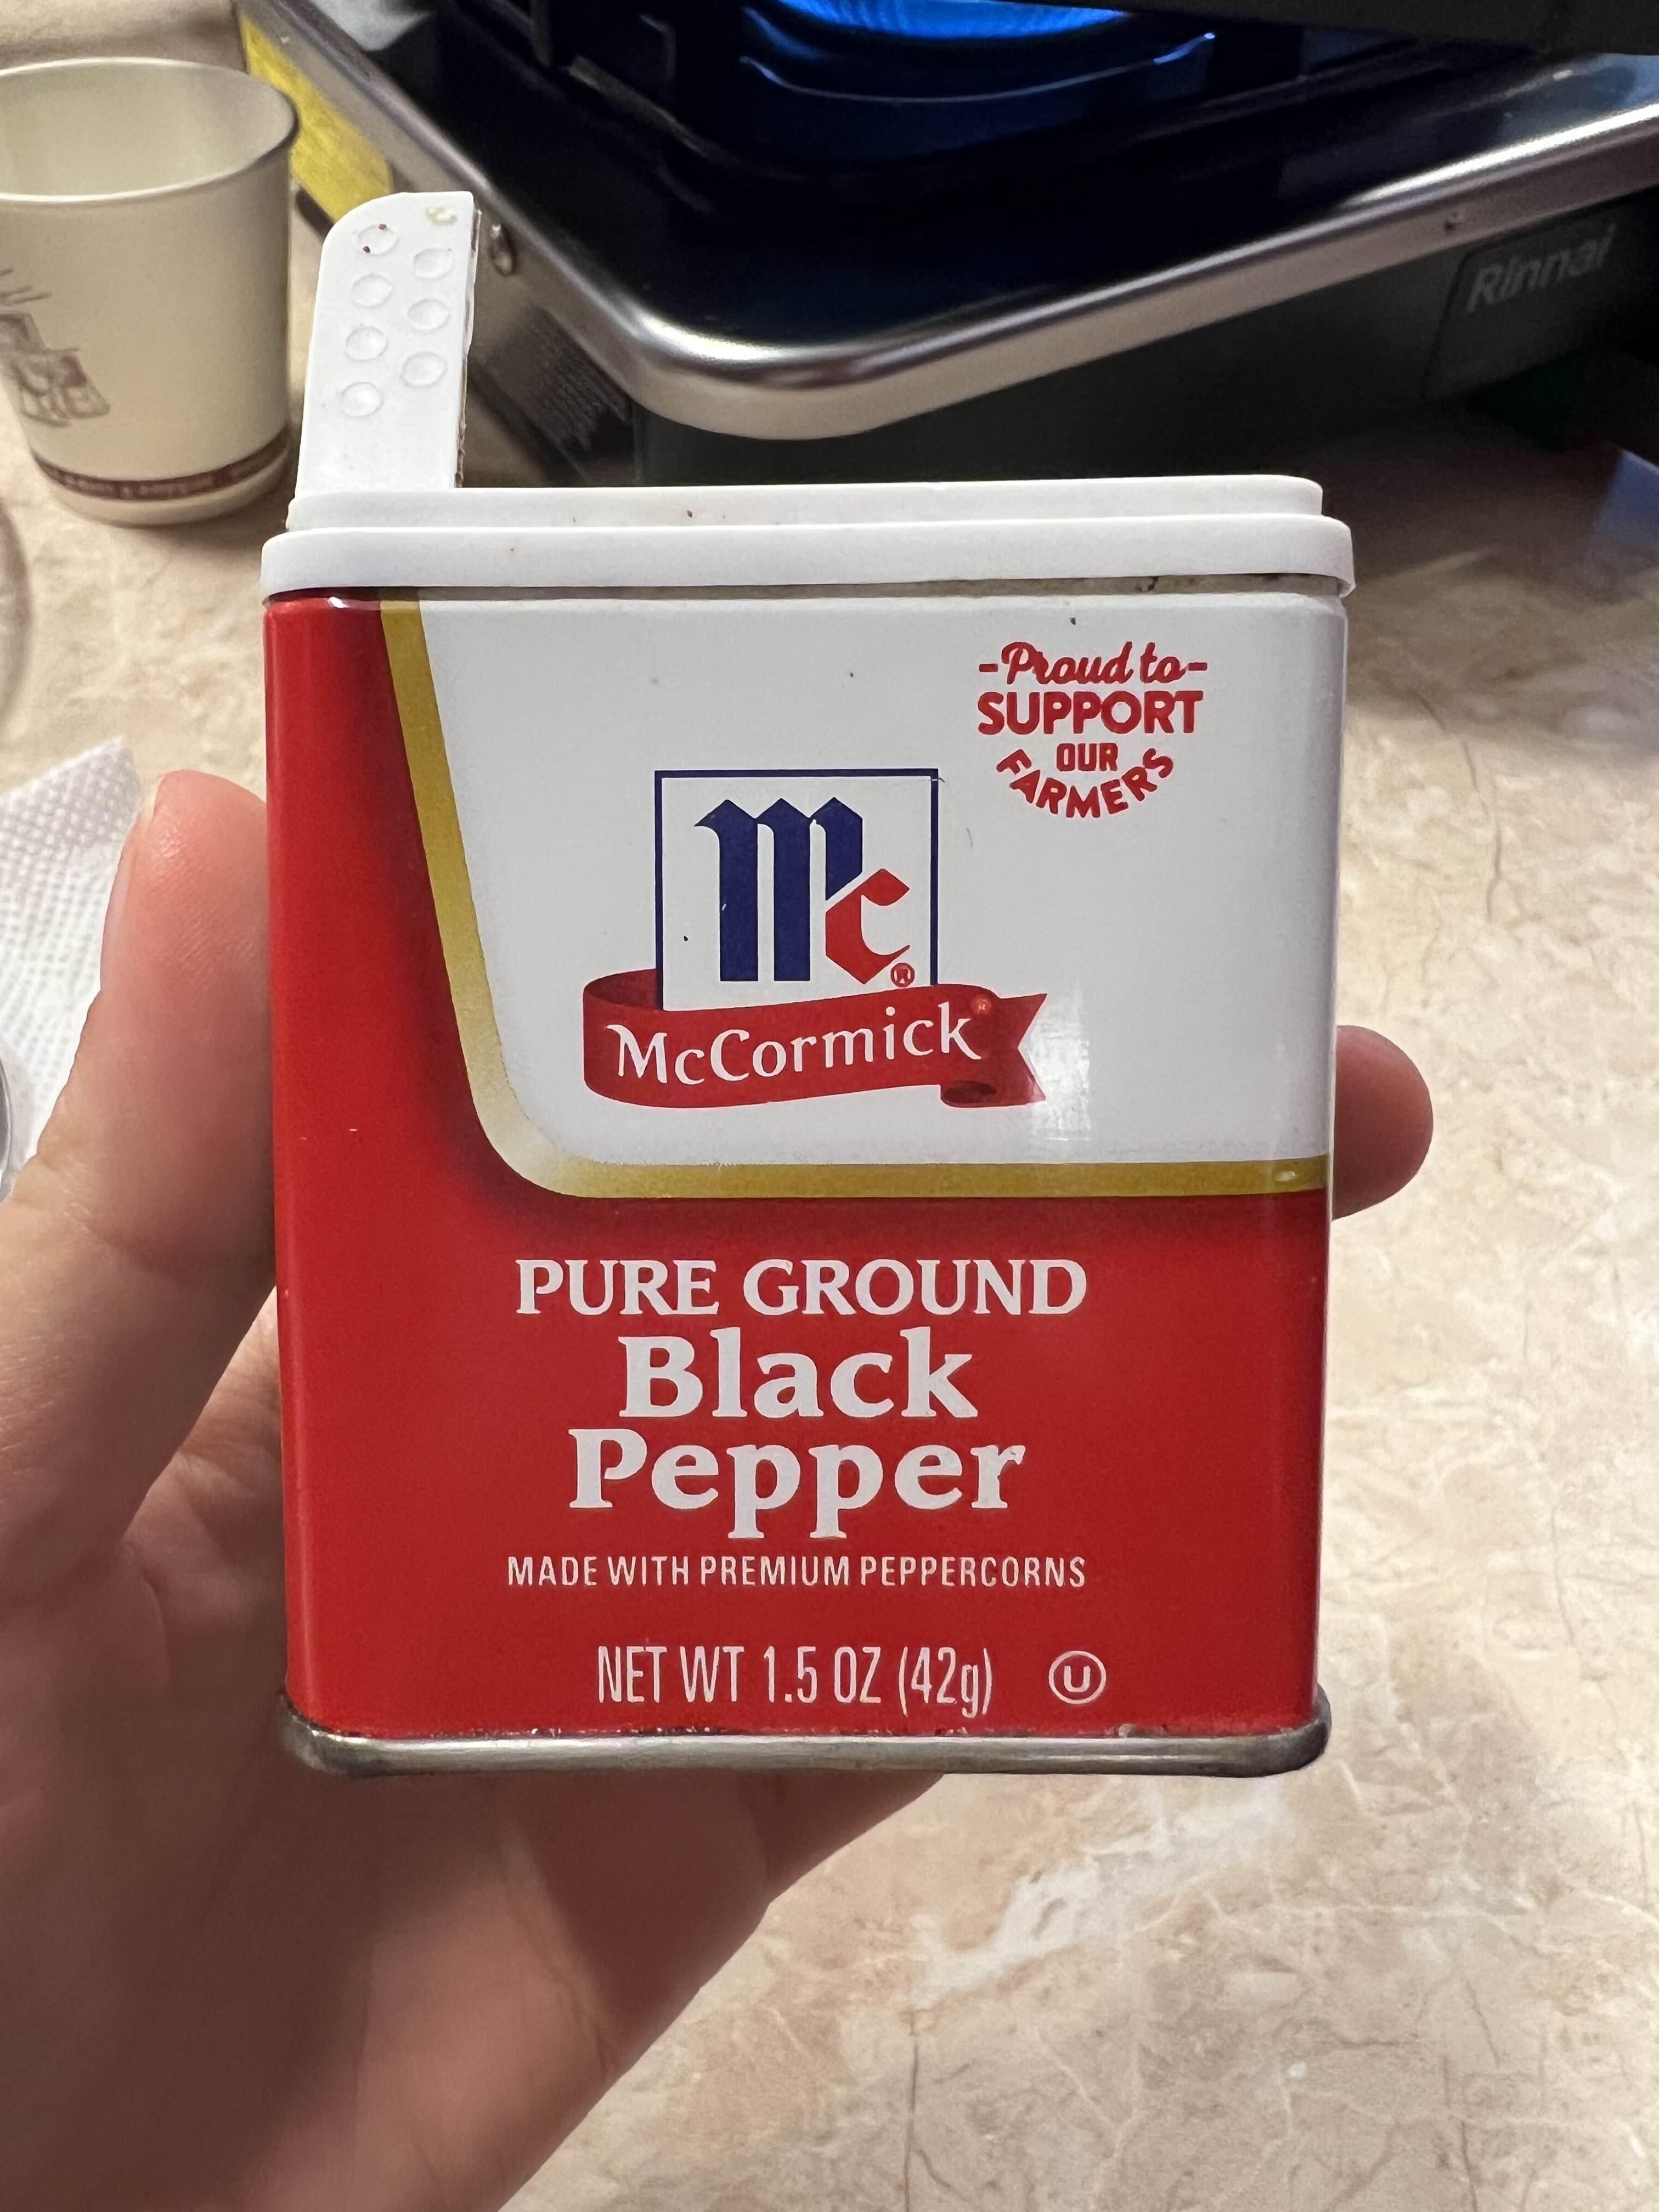 Rinnai
-Proud to-
SUPPORT
OUR
FARMERS
Mc®
McCormick®
PURE GROUND
Black
Pepper
MADE WITH PREMIUM PEPPERCORNS
NET WT 1.5 OZ (42g) U